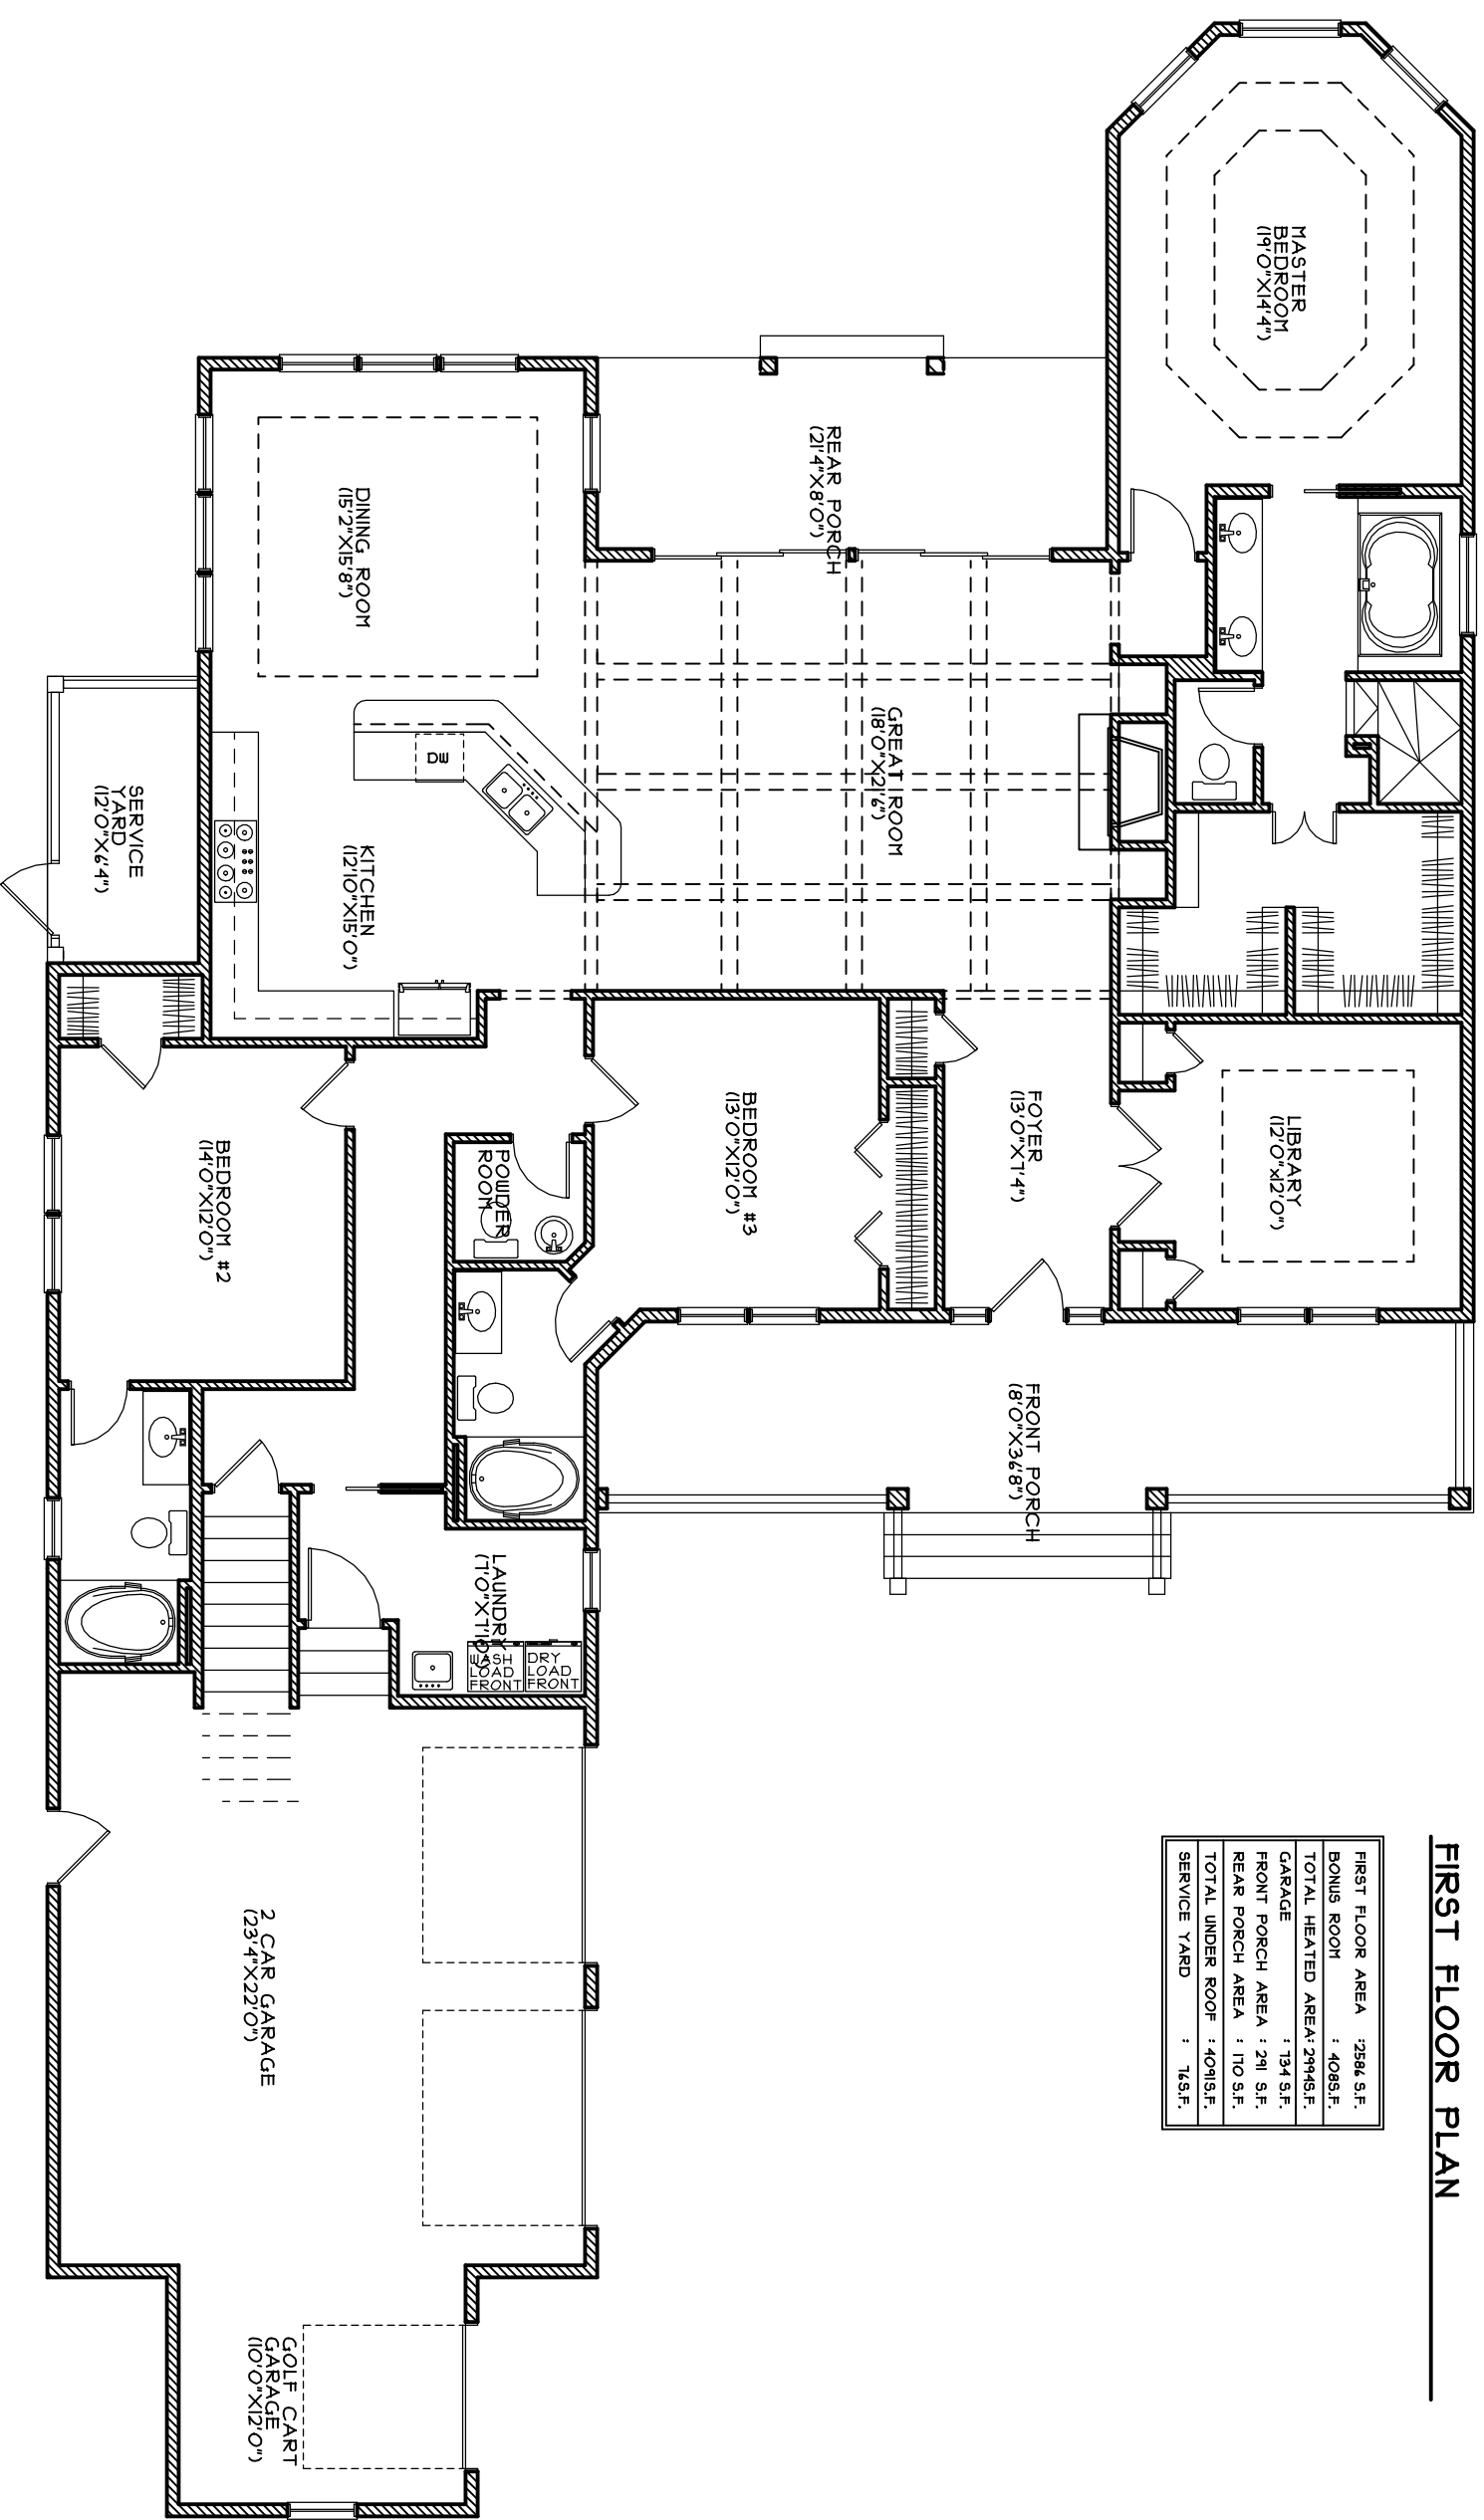 FIRST FLOOR PLAN
FIRST FLOOR AREA :2586 S.F.
BONUS ROOM : 408S.F.
TOTAL HEATED AREA: 2994S.F.
GARAGE : 734 S.F.
FRONT PORCH AREA : 291 S.F.
REAR PORCH AREA : 170 S.F.
TOTAL UNDER ROOF : 4091S.F.
SERVICE YARD : 76S.F.
MASTER
BEDROOM
(19'0"X14'4")
REAR PORCH
(21'4"X8'0")
DINING ROOM
(15'2"X15'8")
GREAT ROOM
(18'0"X2'6")
KITCHEN
(12'10"X15'0")
DW
SERVICE
YARD
(12'0"X6'4")
LIBRARY
(12'0"x12'0")
FOYER
(13'0"X7'4")
BEDROOM #3
(13'0"X12'0")
POWDER
ROOM
BEDROOM #2
(14'0"X12'0")
FRONT PORCH
(8'0"X36'8")
LAUNDRY
(7'0"X7'10")
WASH
LOAD
FRONT
DRY
LOAD
FRONT
2 CAR GARAGE
(23'4"X22'0")
GOLF CART
GARAGE
(10'0"X12'0")